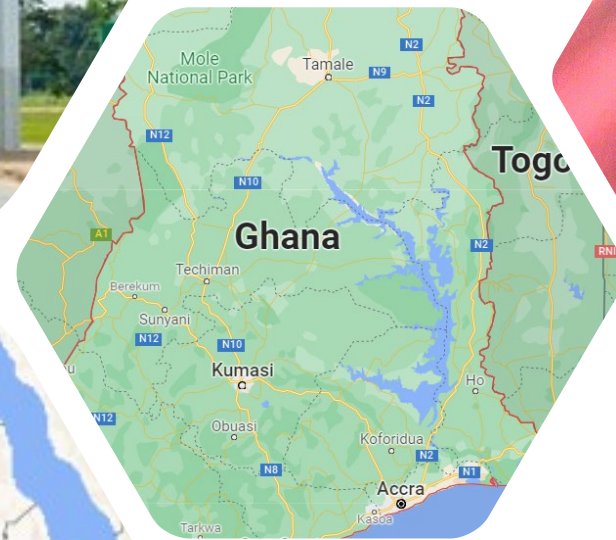 N2
Mole
National Park
Tamale
N9
N2
N12
Togo
N10
Ghana
A1
N2
RN
Techiman
Berekum
Sunyani
N12
N10
Kumasi
Ho
N12
Obuasi
Koforidua
N2
N8
N1
Accra
Kasoa
Tarkwa